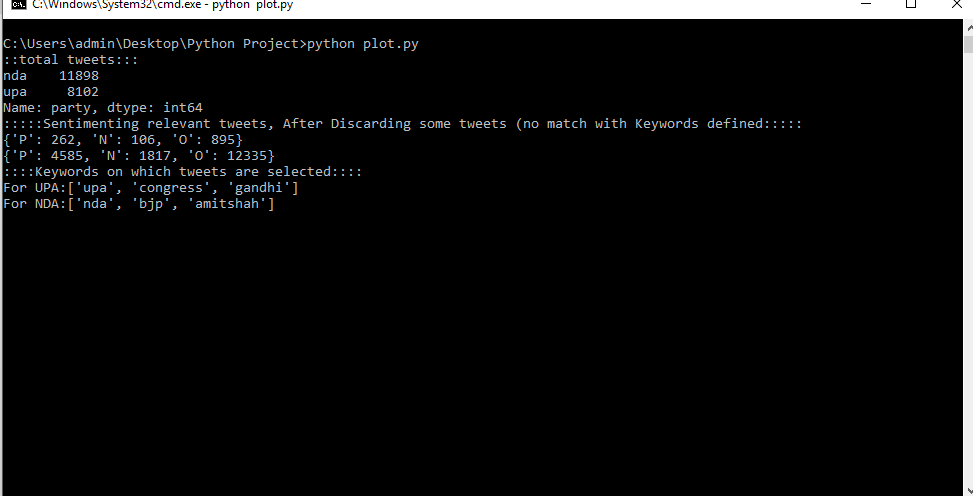 C:\Windows\System32\cmd.exe - python  plot.py
C:\Users\admin\Desktop\Python Project>python plot.py
::total tweets:::
nda    11898
upa     8102
Name: party, dtype: int64
:::::Sentimenting relevant tweets, After Discarding some tweets (no match with Keywords defined:::::
{'P': 262, 'N': 106, 'O': 895}
{'P': 4585, 'N': 1817, 'O': 12335}
::::Keywords on which tweets are selected::::
For UPA:['upa', 'congress', 'gandhi']
For NDA:['nda', 'bjp', 'amitshah']